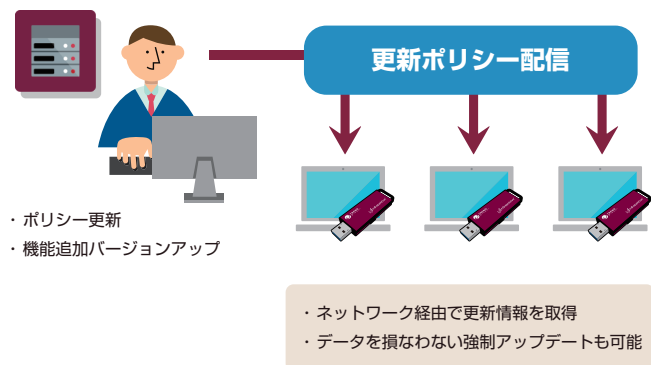 更新ポリシー配信
・ポリシー更新
・機能追加バージョンアップ
・ネットワーク経由で更新情報を取得
・データを損なわない強制アップデートも可能